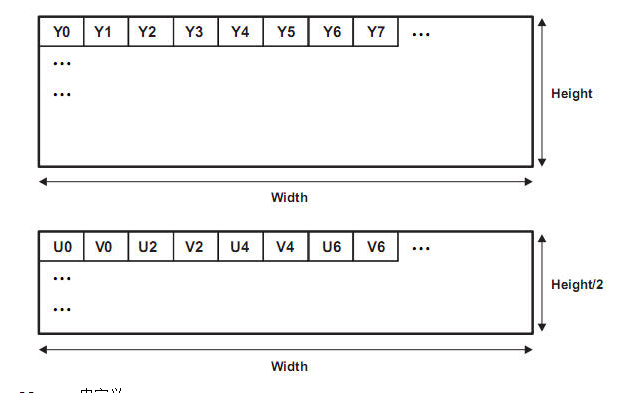 Y0 Y1 Y2 Y3 Y4 Y5 Y6 Y7 ...
...
...
Height
Width
U0 V0 U2 V2 U4 V4 U6 V6 ...
...
...
Height/2
Width